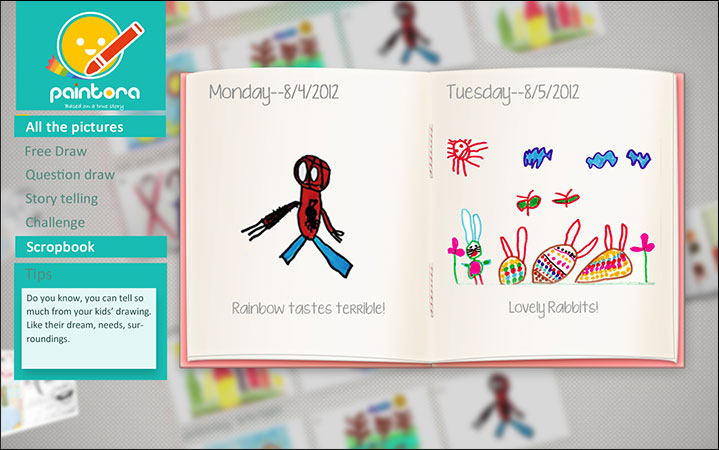 paintora
Based on a true story
All the pictures
Free Draw
Question draw
Story telling
Challenge
Scropbook
Tips
Do you know, you can tell so
much from your kids' drawing.
Like their dream, needs, sur-
roundings.
Monday--8/4/2012
Rainbow tastes terrible!
Tuesday--8/5/2012
Lovely Rabbits!